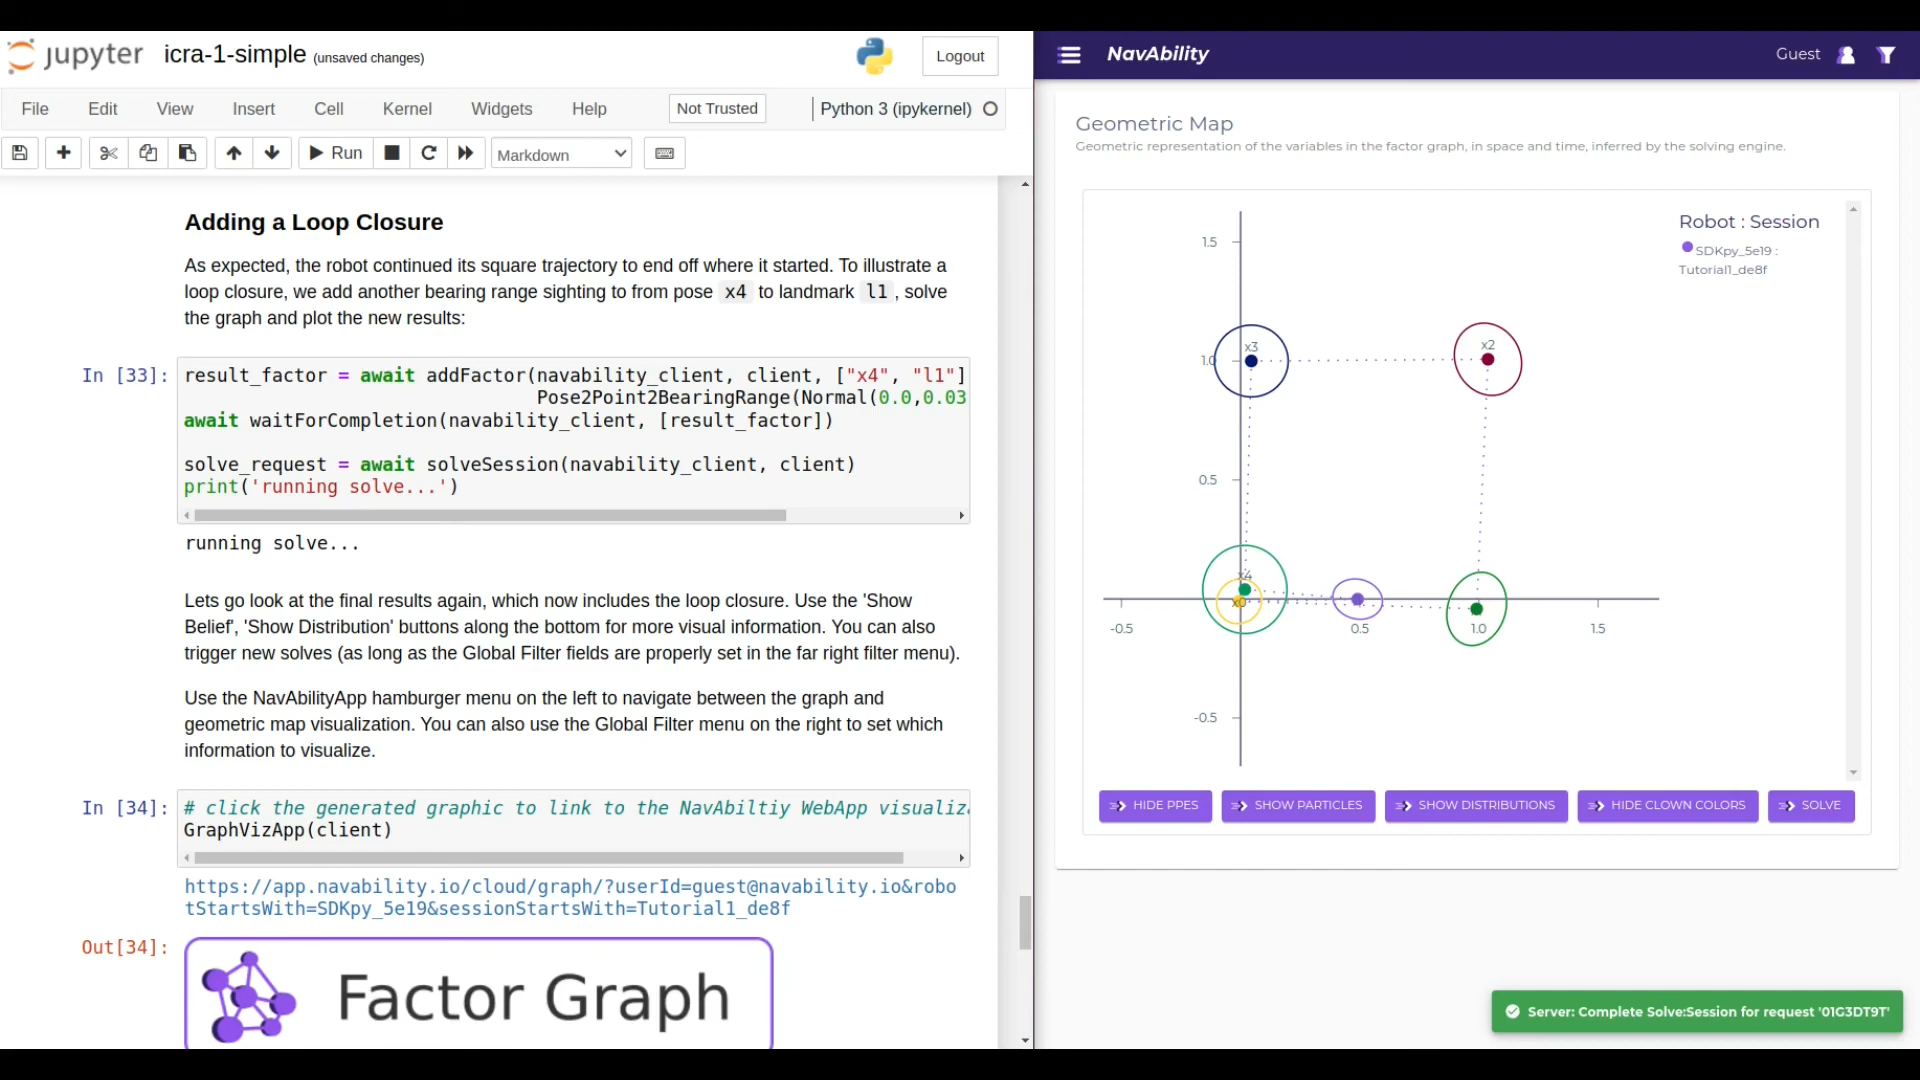 jupyter icra-1-simple (unsaved changes)
Logout
File Edit View Insert Cell Kernel Widgets Help
Not Trusted
Python 3 (ipykernel)
Run
Markdown
Adding a Loop Closure
As expected, the robot continued its square trajectory to end off where it started. To illustrate a
loop closure, we add another bearing range sighting to from pose x4 to landmark l1 , solve
the graph and plot the new results:
In [33]:
result_factor = await addFactor(navability_client, client, ["x4", "l1"]
Pose2Point2BearingRange(Normal(0.0,0.03
await waitForCompletion(navability_client, [result_factor])
solve_request = await solveSession(navability_client, client)
print('running solve...')
running solve...
Lets go look at the final results again, which now includes the loop closure. Use the 'Show
Belief', 'Show Distribution' buttons along the bottom for more visual information. You can also
trigger new solves (as long as the Global Filter fields are properly set in the far right filter menu).
Use the NavAbilityApp hamburger menu on the left to navigate between the graph and
geometric map visualization. You can also use the Global Filter menu on the right to set which
information to visualize.
In [34]:
# click the generated graphic to link to the NavAbiltiy WebApp visualiz
GraphVizApp(client)
https://app.navability.io/cloud/graph/?userId=guest@navability.io&robo
tStartsWith=SDKpy_5e19&sessionStartsWith=Tutorial1_de8f
Out[34]:
Factor Graph
NavAbility
Guest
Geometric Map
Geometric representation of the variables in the factor graph, in space and time, inferred by the solving engine.
Robot : Session
SDKpy_5e19 :
Tutorial1_de8f
1.5
x3
x2
1.0
0.5
x4
x0
-0.5
0.5
1.0
1.5
-0.5
HIDE PPES
SHOW PARTICLES
SHOW DISTRIBUTIONS
HIDE CLOWN COLORS
SOLVE
Server: Complete Solve:Session for request '01G3DT9T'